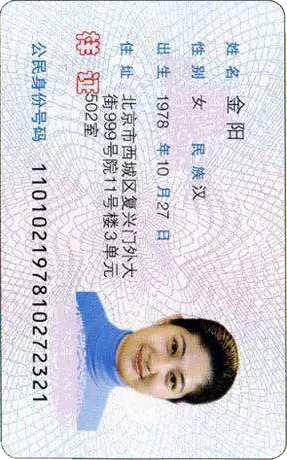 姓名 金阳
性别 女 民族 汉
出生 1978 年 10 月 27 日
住址 北京市西城区复兴门外大
街999号院11号楼3单元
502室
公民身份号码 110102197810272321